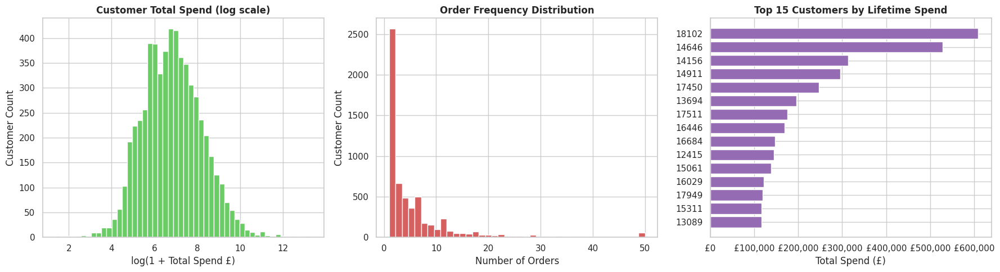 Customer Total Spend (log scale)
Customer Count
400
350
300
250
200
150
100
50
0
2 4 6 8 10 12
log(1 + Total Spend £)
Order Frequency Distribution
Customer Count
2500
2000
1500
1000
500
0
0 10 20 30 40 50
Number of Orders
Top 15 Customers by Lifetime Spend
18102
14646
14156
14911
17450
13694
17511
16446
16684
12415
15061
16029
17949
15311
13089
£0 £100,000 £200,000 £300,000 £400,000 £500,000 £600,000
Total Spend (£)